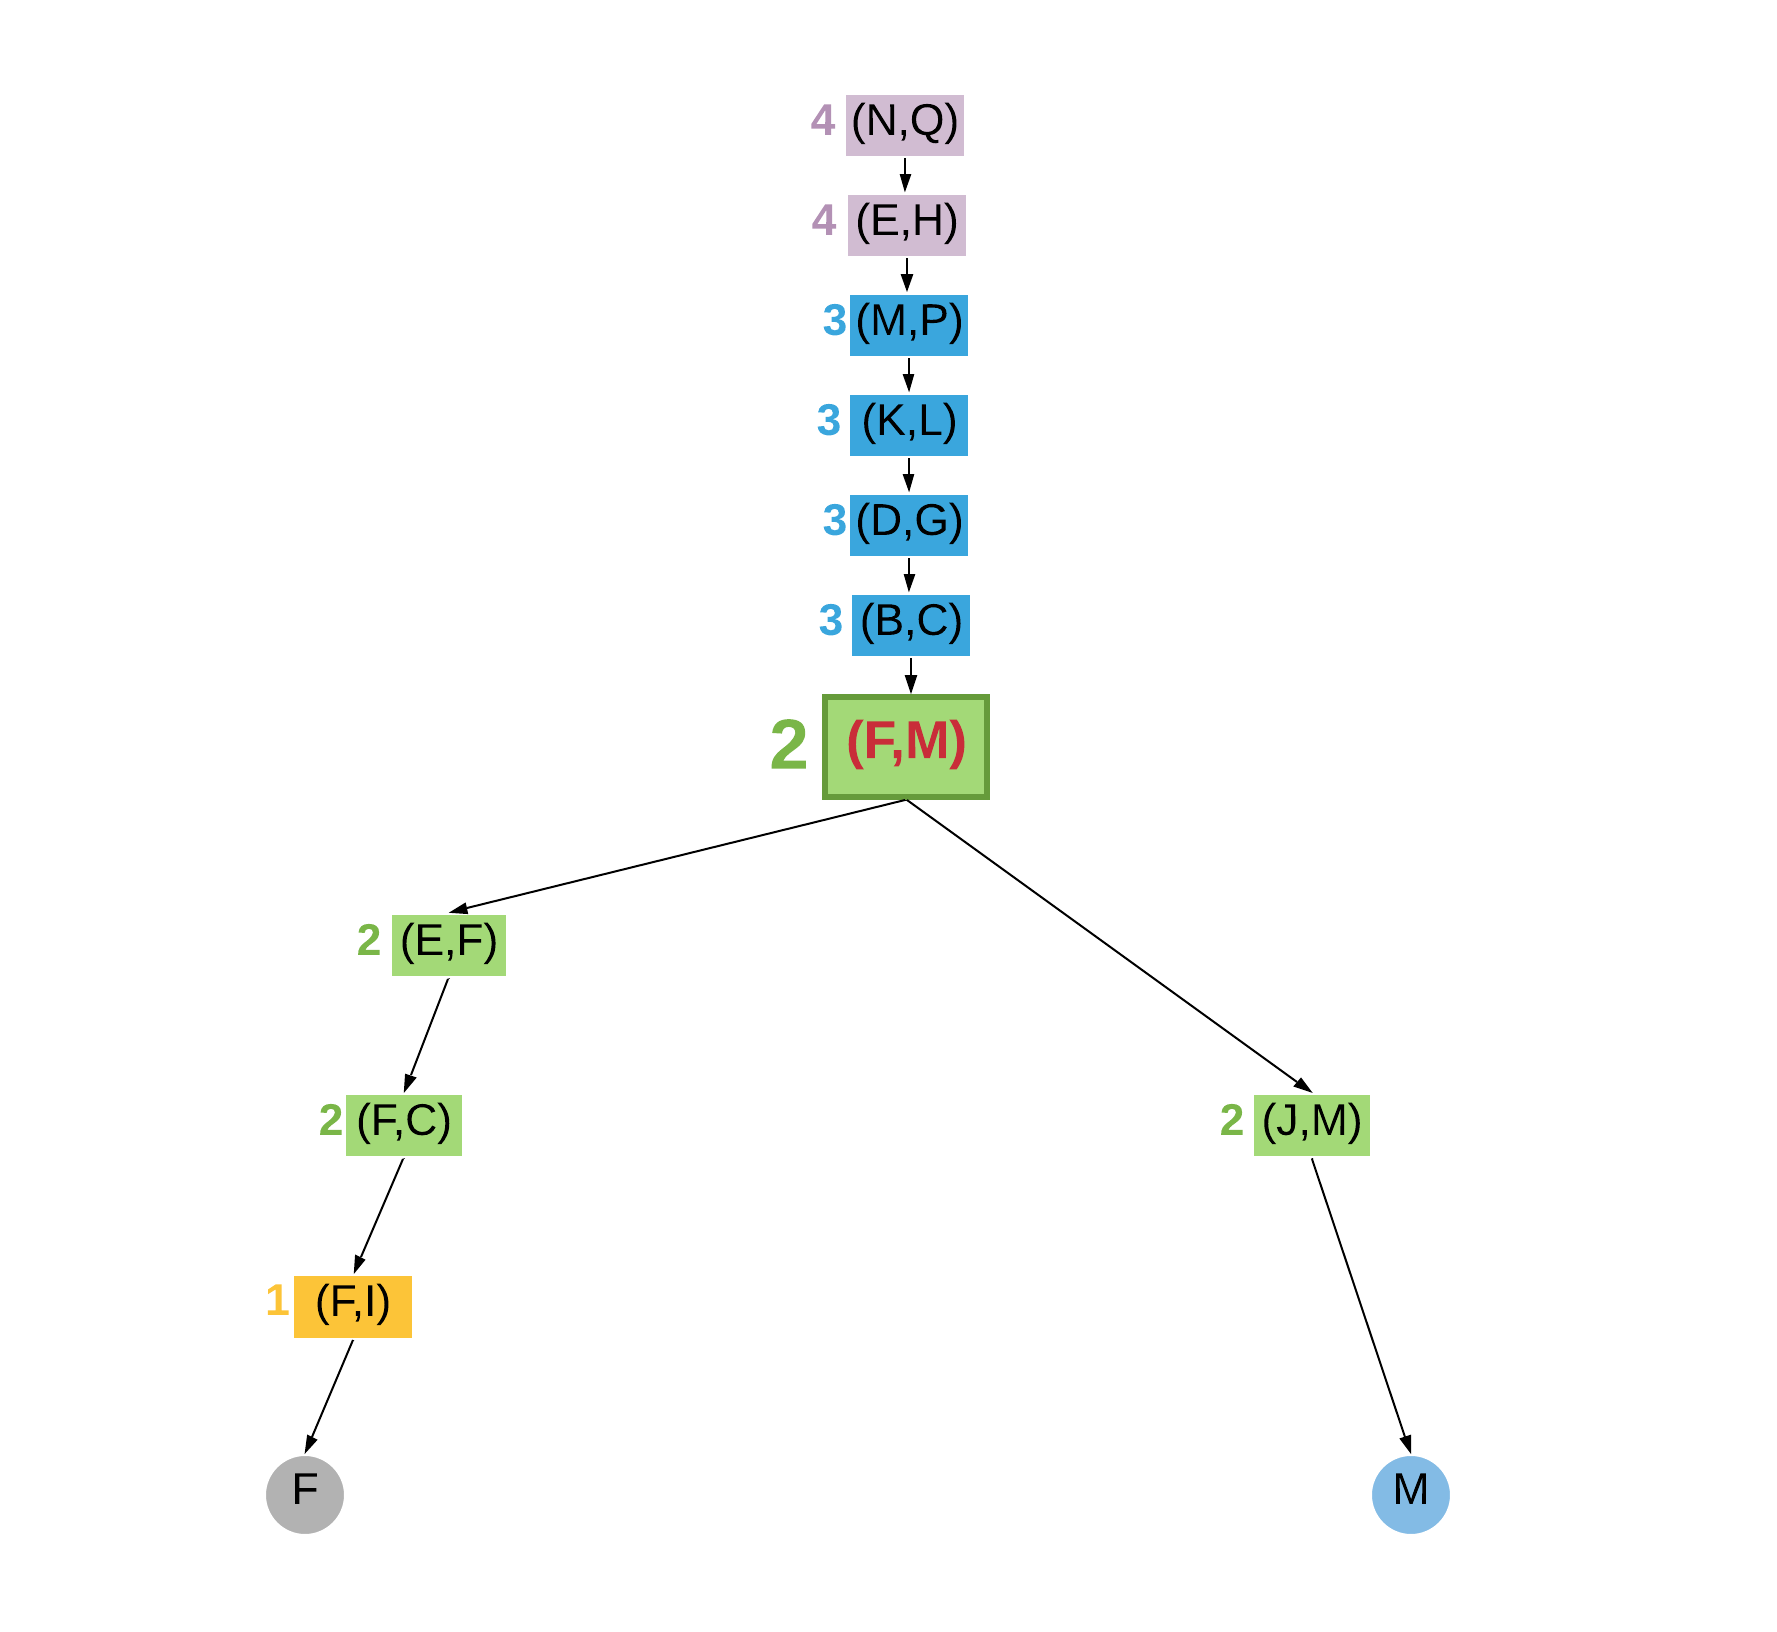 4 (N,Q)
4 (E,H)
3 (M,P)
3 (K,L)
3 (D,G)
3 (B,C)
2 (F,M)
2 (E,F)
2 (F,C)
2 (J,M)
1 (F,I)
F
M